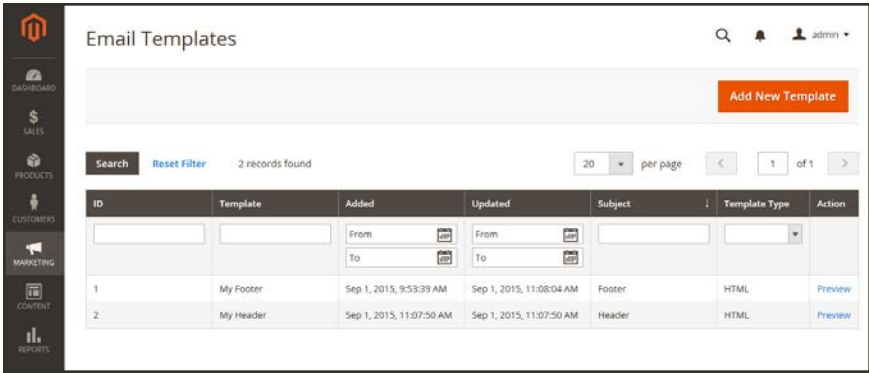 Email Templates
admin
DASHBOARD
$
SALES
PRODUCTS
CUSTOMERS
MARKETING
CONTENT
REPORTS
Add New Template
Search Reset Filter 2 records found 20 per page < 1 of 1 >
ID Template Added Updated Subject ↓ Template Type Action
From From
To To
1 My Footer Sep 1, 2015, 9:53:39 AM Sep 1, 2015, 11:08:04 AM Footer HTML Preview
2 My Header Sep 1, 2015, 11:07:50 AM Sep 1, 2015, 11:07:50 AM Header HTML Preview